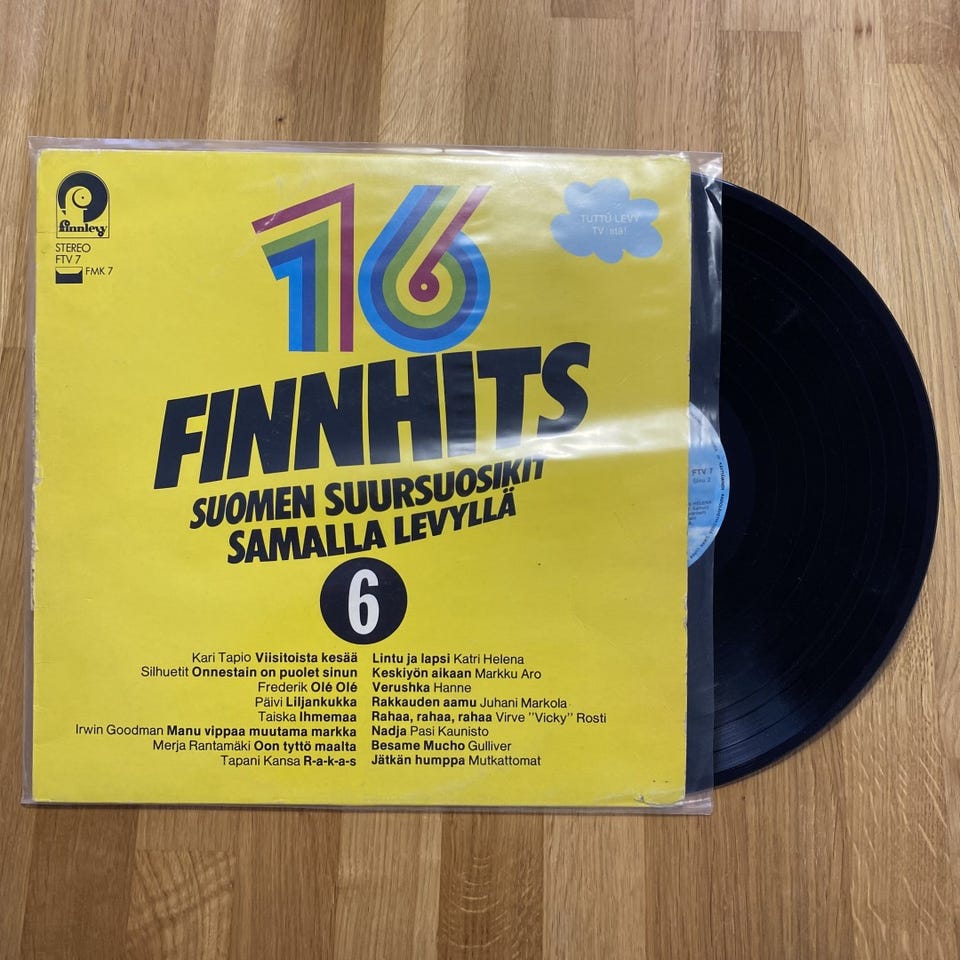 finnlevy
STEREO
FTV 7
FMK 7
TUTTU LEVY
TV:stä!
16
FINNHITS
SUOMEN SUURSUOSIKIT
SAMALLA LEVYLLÄ
6
Kari Tapio Viisitoista kesää
Silhuetit Onnestain on puolet sinun
Frederik Olé Olé
Päivi Liljankukka
Taiska Ihmemaa
Irwin Goodman Manu vippaa muutama markka
Merja Rantamäki Oon tyttö maalta
Tapani Kansa R-a-k-a-s
Lintu ja lapsi Katri Helena
Keskiyön aikaan Markku Aro
Verushka Hanne
Rakkauden aamu Juhani Markola
Rahaa, rahaa, rahaa Virve "Vicky" Rosti
Nadja Pasi Kaunisto
Besame Mucho Gulliver
Jätkän humppa Mutkattomat
FTV 7